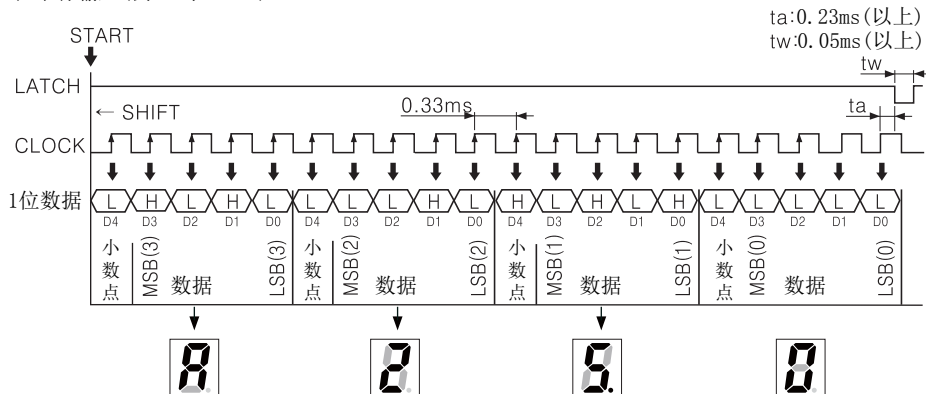 ta:0.23ms(以上)
tw:0.05ms(以上)
START
tw
LATCH
← SHIFT
0.33ms
ta
CLOCK
1位数据 L H L H L L L L H L H L H L H L L L L L
D4 D3 D2 D1 D0 D4 D3 D2 D1 D0 D4 D3 D2 D1 D0 D4 D3 D2 D1 D0
小数点 MSB(3) 数据 LSB(3) 小数点 MSB(2) 数据 LSB(2) 小数点 MSB(1) 数据 LSB(1) 小数点 MSB(0) 数据 LSB(0)
A 2 5. 0